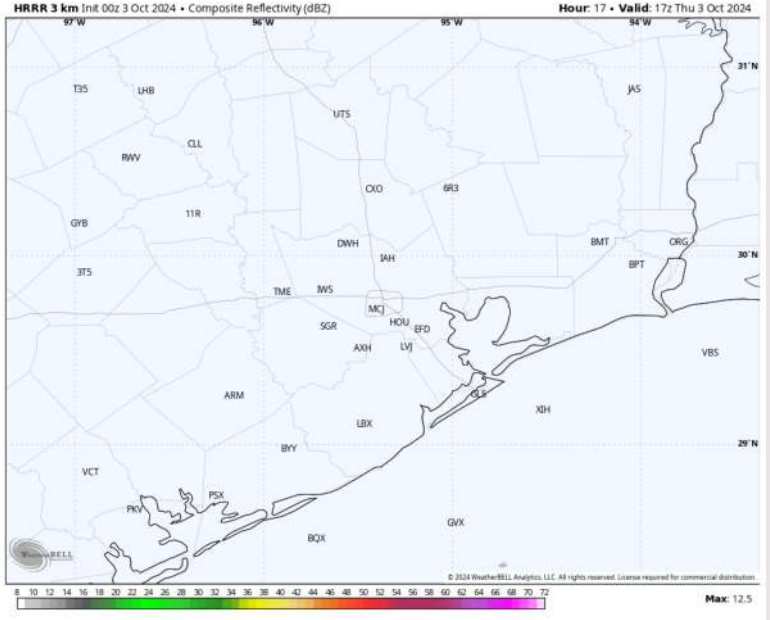 HRRR 3 km Init 00z 3 Oct 2024 • Composite Reflectivity (dBZ) Hour: 17 • Valid: 17z Thu 3 Oct 2024
97°W 96°W 95°W 94°W
31°N
T35 LHB JAS
UTS
CLL
RWV
CXO 6R3
11R
GYB
DWH BMT ORG
30°N
IAH
3T5 BPT
TME IWS
MCJ
SGR HOU EFD
AXH LVJ VBS
ARM GLS
XIH
LBX
29°N
BYY
VCT
PSX
PKV
GVX
BQX
WeatherBELL
© 2024 WeatherBELL Analytics, LLC. All rights reserved. License required for commercial distribution.
8 10 12 14 16 18 20 22 24 26 28 30 32 34 35 36 37 38 39 40 42 44 46 48 50 52 54 56 58 60 62 64 66 68 70 72
Max: 12.5